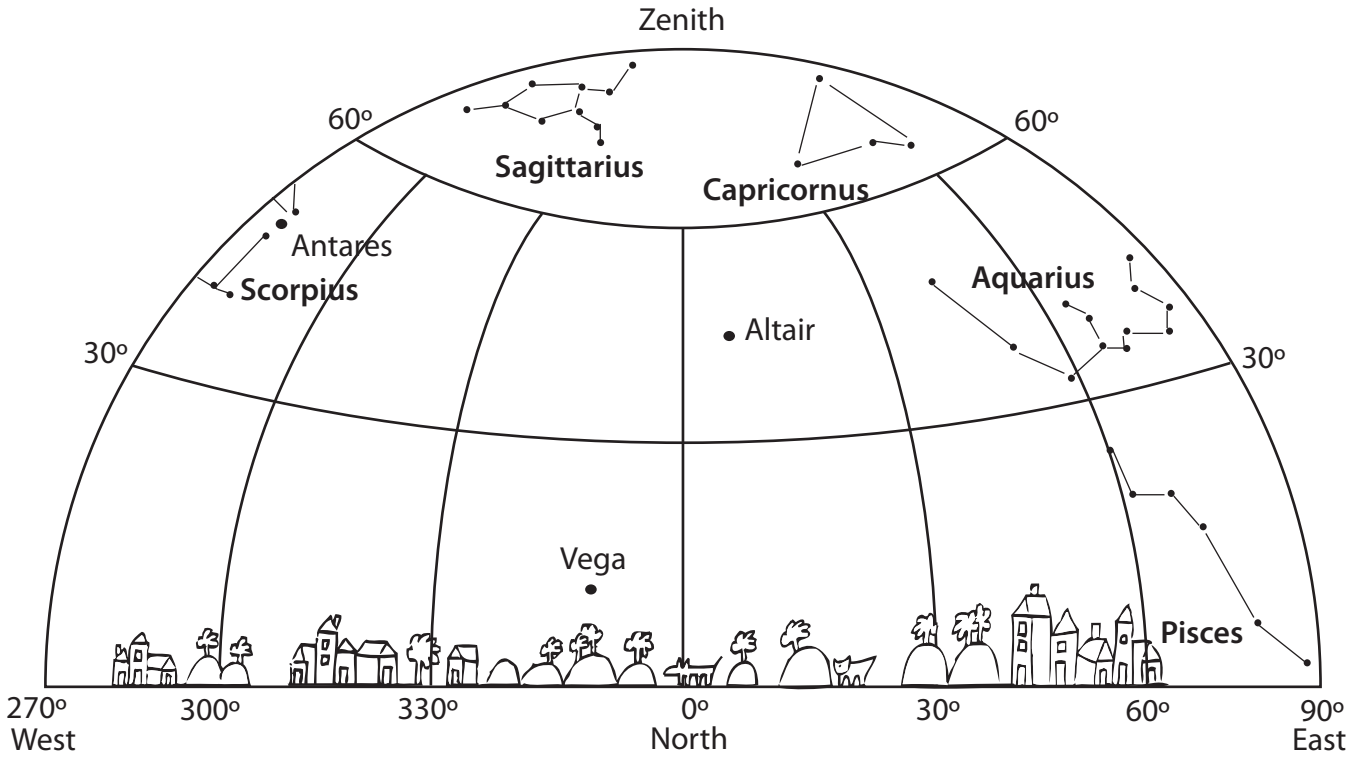 Zenith
60º
60º
Sagittarius
Capricornus
Antares
Scorpius
Aquarius
Altair
30º
30º
Vega
Pisces
270º
300º
330º
0º
30º
60º
90º
West
North
East